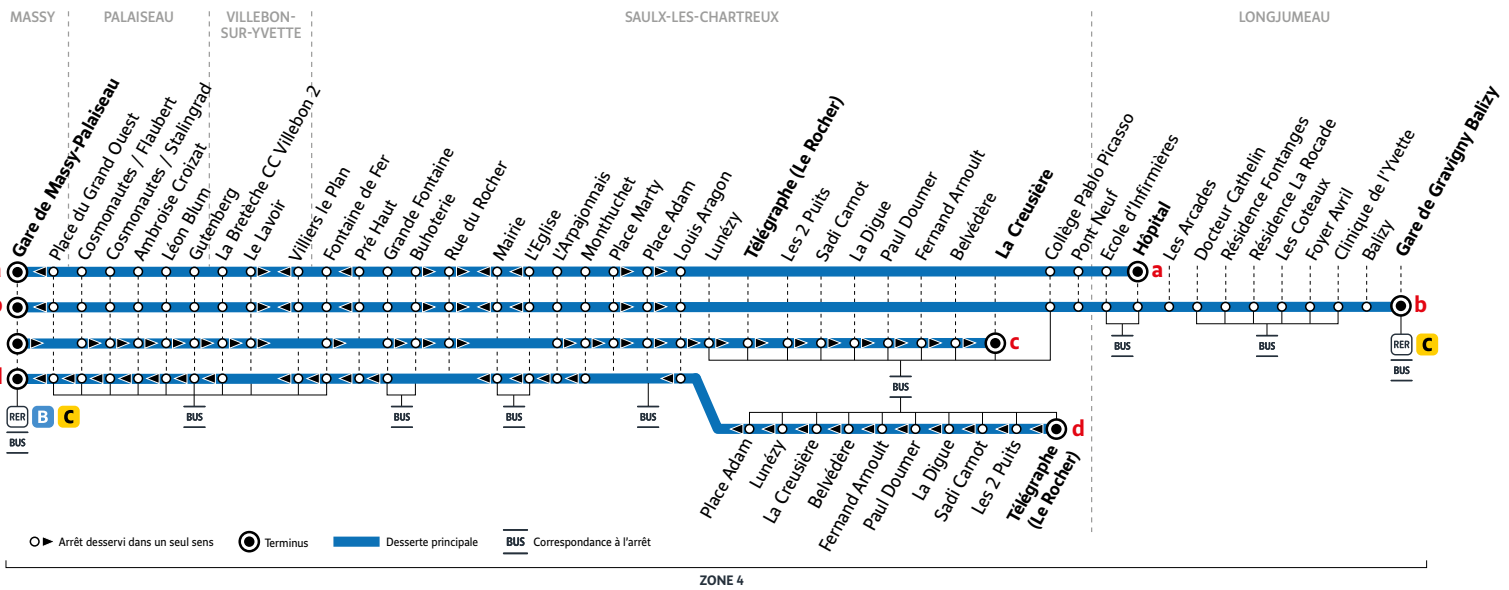 MASSY
PALAISEAU
VILLEBON-
SUR-YVETTE
SAULX-LES-CHARTREUX
LONGJUMEAU
Gare de Massy-Palaiseau
Place du Grand Ouest
Cosmonautes / Flaubert
Cosmonautes / Stalingrad
Ambroise Croizat
Léon Blum
Gutenberg
La Bretèche CC Villebon 2
Le Lavoir
Villiers le Plan
Fontaine de Fer
Pré Haut
Grande Fontaine
Buhoterie
Rue du Rocher
Mairie
L'Eglise
L'Arpajonnais
Monthuchet
Place Marty
Place Adam
Louis Aragon
Lunézy
Télégraphe (Le Rocher)
Les 2 Puits
Sadi Carnot
La Digue
Paul Doumer
Fernand Arnoult
Belvédère
La Creusière
Collège Pablo Picasso
Pont Neuf
Ecole d'Infirmières
Hôpital
Les Arcades
Docteur Cathelin
Résidence Fontanges
Résidence La Rocade
Les Coteaux
Foyer Avril
Clinique de l'Yvette
Balizy
Gare de Gravigny Balizy
a
b
c
BUS
BUS
RER C
BUS
BUS
RER B C
BUS
BUS
BUS
BUS
BUS
d
Place Adam
Lunézy
La Creusière
Belvédère
Fernand Arnoult
Paul Doumer
La Digue
Sadi Carnot
Les 2 Puits
Télégraphe
(Le Rocher)
Arrêt desservi dans un seul sens
Terminus
Desserte principale
BUS Correspondance à l'arrêt
ZONE 4